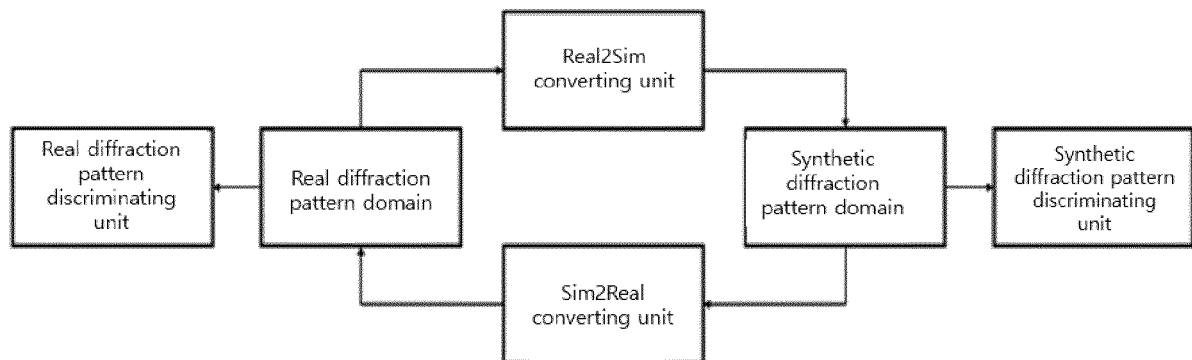 Real2Sim
converting unit
Real diffraction
pattern
discriminating
unit
Real diffraction
pattern domain
Synthetic
diffraction
pattern domain
Synthetic
diffraction pattern
discriminating
unit
Sim2Real
converting unit